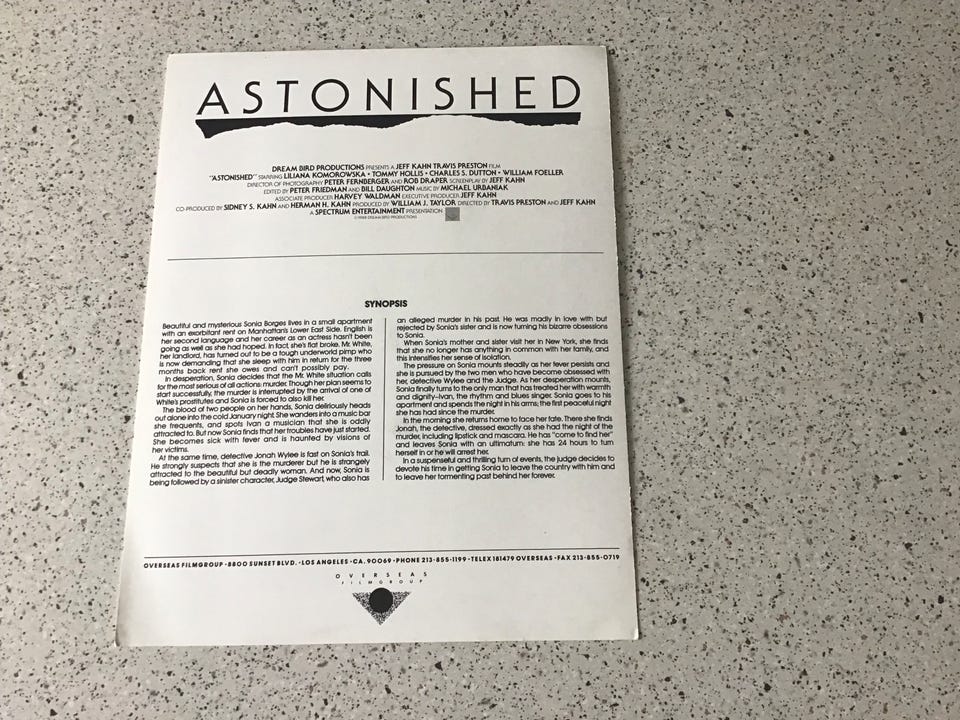 ASTONISHED
DREAM BIRD PRODUCTIONS PRESENTS A JEFF KAHN TRAVIS PRESTON FILM
"ASTONISHED" STARRING LILIANA KOMOROWSKA • TOMMY HOLLIS • CHARLES S. DUTTON • WILLIAM FOELLER
DIRECTOR OF PHOTOGRAPHY PETER FERNBERGER AND ROB DRAPER SCREENPLAY BY JEFF KAHN
EDITED BY PETER FRIEDMAN AND BILL DAUGHTON MUSIC BY MICHAEL URBANIAK
ASSOCIATE PRODUCER HARVEY WALDMAN EXECUTIVE PRODUCER JEFF KAHN
CO-PRODUCED BY SIDNEY S. KAHN AND HERMAN H. KAHN PRODUCED BY WILLIAM J. TAYLOR DIRECTED BY TRAVIS PRESTON AND JEFF KAHN
A SPECTRUM ENTERTAINMENT PRESENTATION
©1988 DREAM BIRD PRODUCTIONS
SYNOPSIS
Beautiful and mysterious Sonia Borges lives in a small apartment
with an exorbitant rent on Manhattan's Lower East Side. English is
her second language and her career as an actress hasn't been
going as well as she had hoped. In fact, she's flat broke. Mr. White,
her landlord, has turned out to be a tough underworld pimp who
is now demanding that she sleep with him in return for the three
months back rent she owes and can't possibly pay.
In desperation, Sonia decides that the Mr. White situation calls
for the most serious of all actions: murder. Though her plan seems to
start successfully, the murder is interrupted by the arrival of one of
White's prostitutes and Sonia is forced to also kill her.
The blood of two people on her hands, Sonia deliriously heads
out alone into the cold January night. She wanders into a music bar
she frequents, and spots Ivan a musician that she is oddly
attracted to. But now Sonia finds that her troubles have just started.
She becomes sick with fever and is haunted by visions of
her victims.
At the same time, detective Jonah Wylee is fast on Sonia's trail.
He strongly suspects that she is the murderer but he is strangely
attracted to the beautiful but deadly woman. And now, Sonia is
being followed by a sinister character, Judge Stewart, who also has
an alleged murder in his past. He was madly in love with but
rejected by Sonia's sister and is now turning his bizarre obsessions
to Sonia.
When Sonia's mother and sister visit her in New York, she finds
that she no longer has anything in common with her family, and
this intensifies her sense of isolation.
The pressure on Sonia mounts steadily as her fever persists and
she is pursued by the two men who have become obsessed with
her, detective Wylee and the Judge. As her desperation mounts,
Sonia finally turns to the only man that has treated her with warmth
and dignity—Ivan, the rhythm and blues singer. Sonia goes to his
apartment and spends the night in his arms; the first peaceful night
she has had since the murder.
In the morning she returns home to face her fate. There she finds
Jonah, the detective, dressed exactly as she had the night of the
murder, including lipstick and mascara. He has "come to find her"
and leaves Sonia with an ultimatum: she has 24 hours to turn
herself in or he will arrest her.
In a suspenseful and thrilling turn of events, the judge decides to
devote his time in getting Sonia to leave the country with him and
to leave her tormenting past behind her forever.
OVERSEAS FILMGROUP • 8800 SUNSET BLVD. • LOS ANGELES • CA. 90069 • PHONE 213-855-1199 • TELEX 181479 OVERSEAS • FAX 213-855-0719
OVERSEAS
FILMGROUP